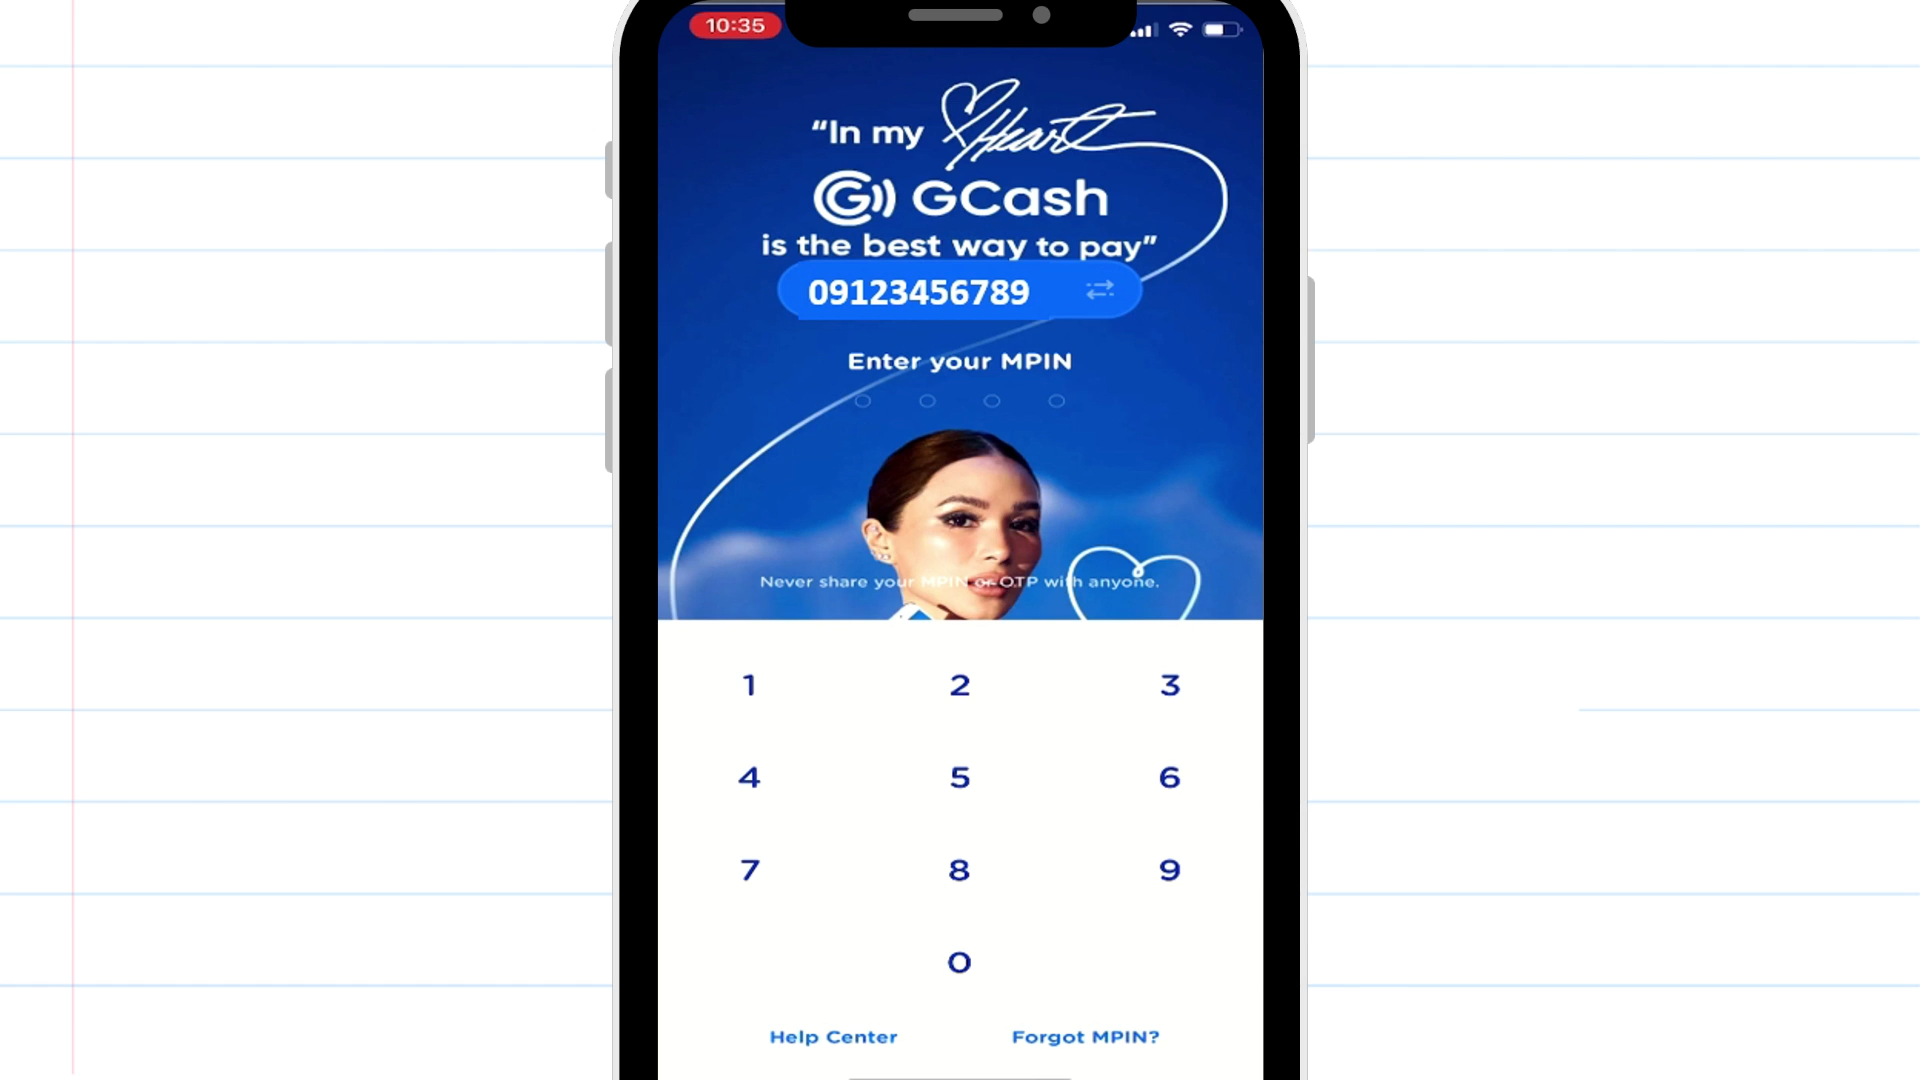 10:35
“In my Heart
G GCash
is the best way to pay”
09123456789
Enter your MPIN
Never share your MPIN or OTP with anyone.
1 2 3
4 5 6
7 8 9
0
Help Center Forgot MPIN?